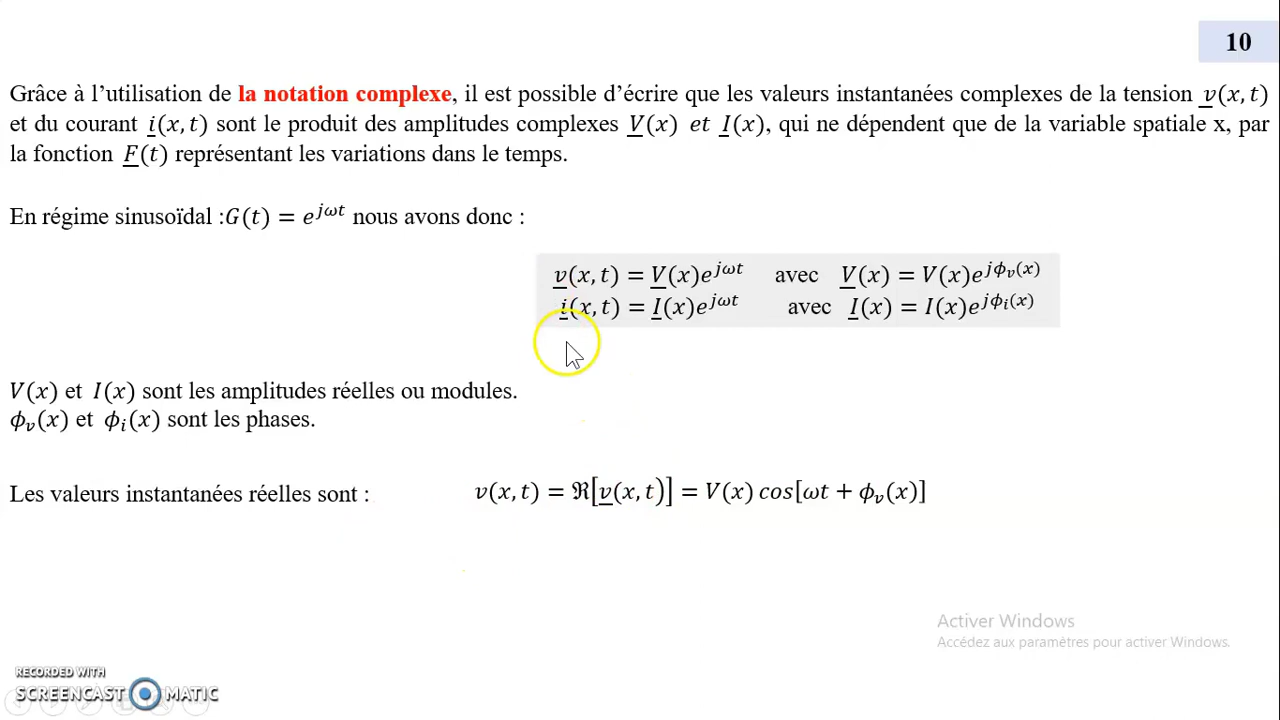 10
Grâce à l’utilisation de la notation complexe, il est possible d’écrire que les valeurs instantanées complexes de la tension v̲(x, t)
et du courant i̲(x, t) sont le produit des amplitudes complexes V̲(x) et I̲(x), qui ne dépendent que de la variable spatiale x, par
la fonction F̲(t) représentant les variations dans le temps.
En régime sinusoïdal :G(t) = e^{jωt} nous avons donc :
v̲(x, t) = V̲(x)e^{jωt} avec V̲(x) = V(x)e^{jϕ_v(x)}
i̲(x, t) = I̲(x)e^{jωt} avec I̲(x) = I(x)e^{jϕ_i(x)}
V(x) et I(x) sont les amplitudes réelles ou modules.
ϕ_v(x) et ϕ_i(x) sont les phases.
Les valeurs instantanées réelles sont : v(x, t) = ℜ[v̲(x, t)] = V(x) cos[ωt + ϕ_v(x)]
Activer Windows
Accédez aux paramètres pour activer Windows.
RECORDED WITH
SCREENCAST MATIC